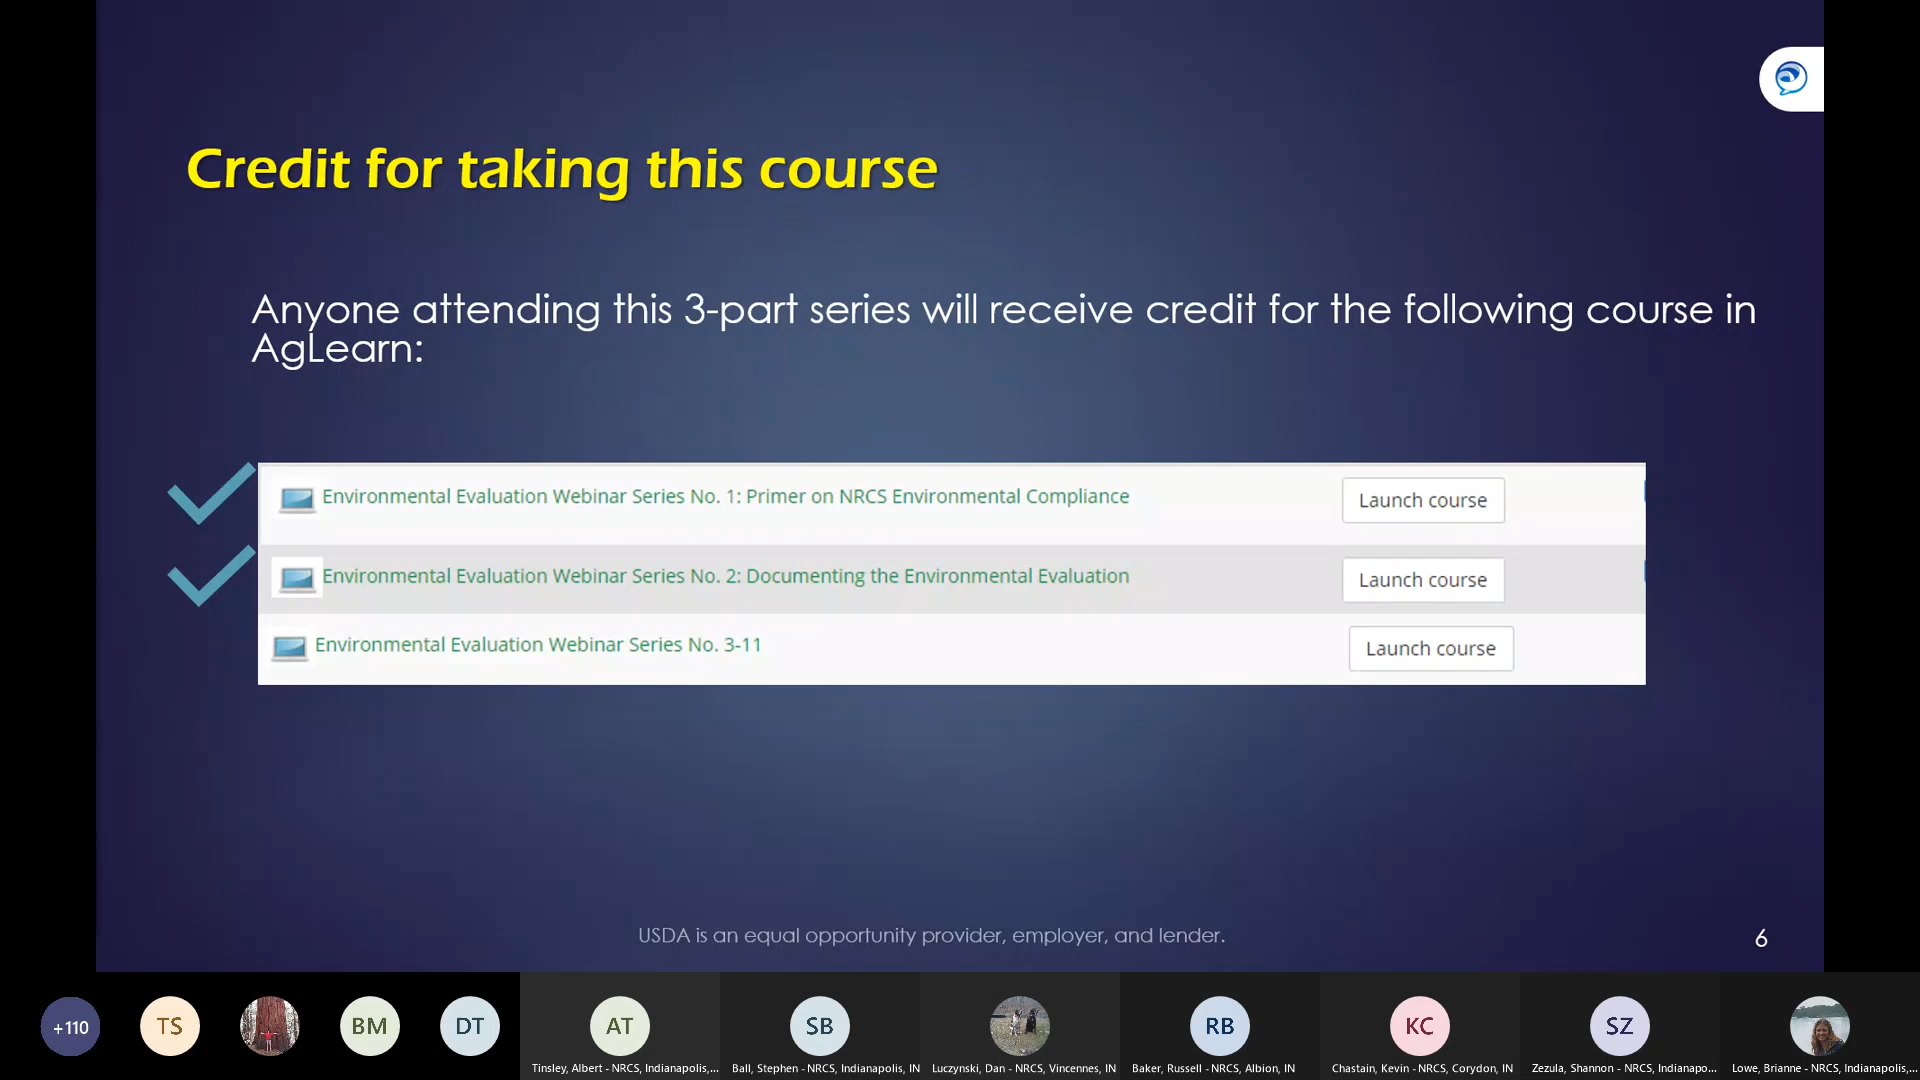 Credit for taking this course
Anyone attending this 3-part series will receive credit for the following course in
AgLearn:
Environmental Evaluation Webinar Series No. 1: Primer on NRCS Environmental Compliance
Launch course
Environmental Evaluation Webinar Series No. 2: Documenting the Environmental Evaluation
Launch course
Environmental Evaluation Webinar Series No. 3-11
Launch course
USDA is an equal opportunity provider, employer, and lender.
6
+110
TS
BM
DT
AT
SB
RB
KC
SZ
Tinsley, Albert - NRCS, Indianapolis,...
Ball, Stephen - NRCS, Indianapolis, IN
Luczynski, Dan - NRCS, Vincennes, IN
Baker, Russell - NRCS, Albion, IN
Chastain, Kevin - NRCS, Corydon, IN
Zezula, Shannon - NRCS, Indianapo...
Lowe, Brianne - NRCS, Indianapolis,...